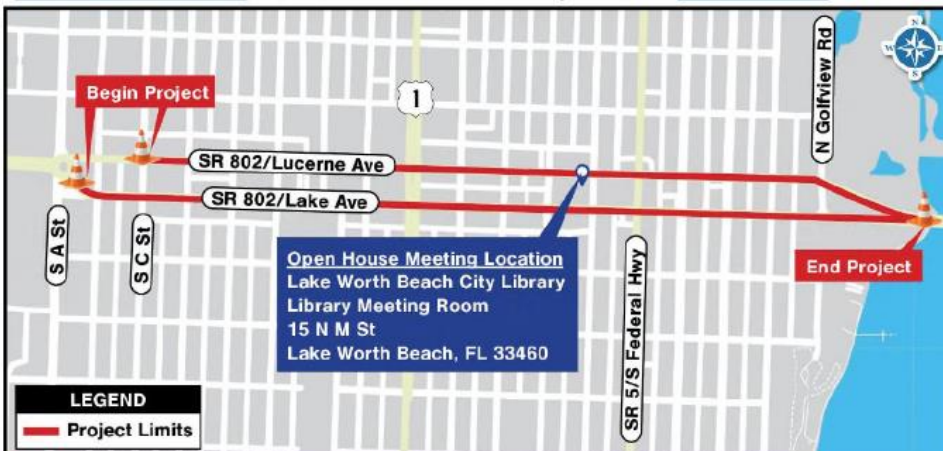 N
W
E
S
N Golfview Rd
Begin Project
1
SR 802/Lucerne Ave
SR 802/Lake Ave
S A St
S C St
Open House Meeting Location
Lake Worth Beach City Library
Library Meeting Room
15 N M St
Lake Worth Beach, FL 33460
SR 5/S Federal Hwy
End Project
LEGEND
Project Limits